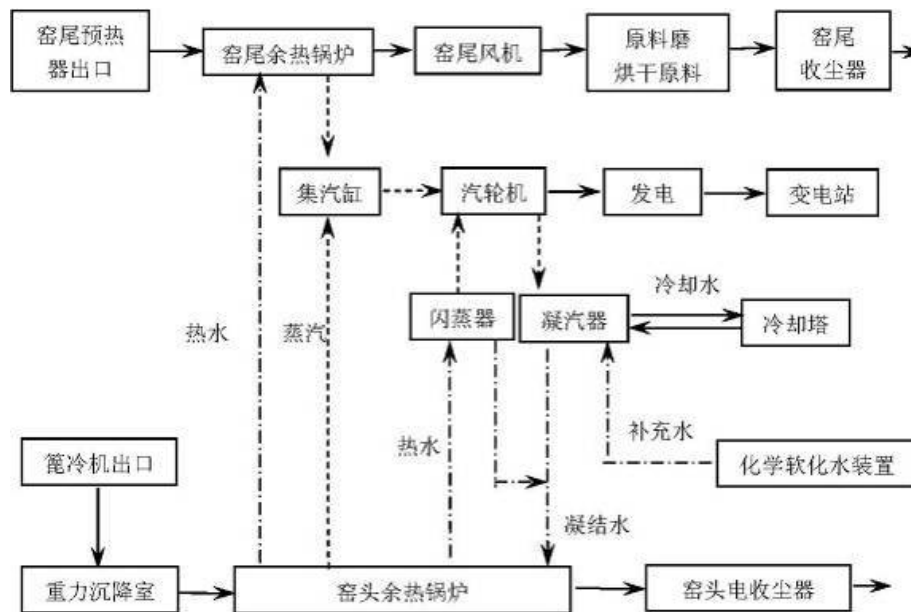 窑尾预热
器出口
窑尾余热锅炉
窑尾风机
原料磨
烘干原料
窑尾
收尘器
集汽缸
汽轮机
发电
变电站
热水
蒸汽
闪蒸器
凝汽器
冷却水
冷却塔
篦冷机出口
热水
补充水
化学软化水装置
凝结水
重力沉降室
窑头余热锅炉
窑头电收尘器